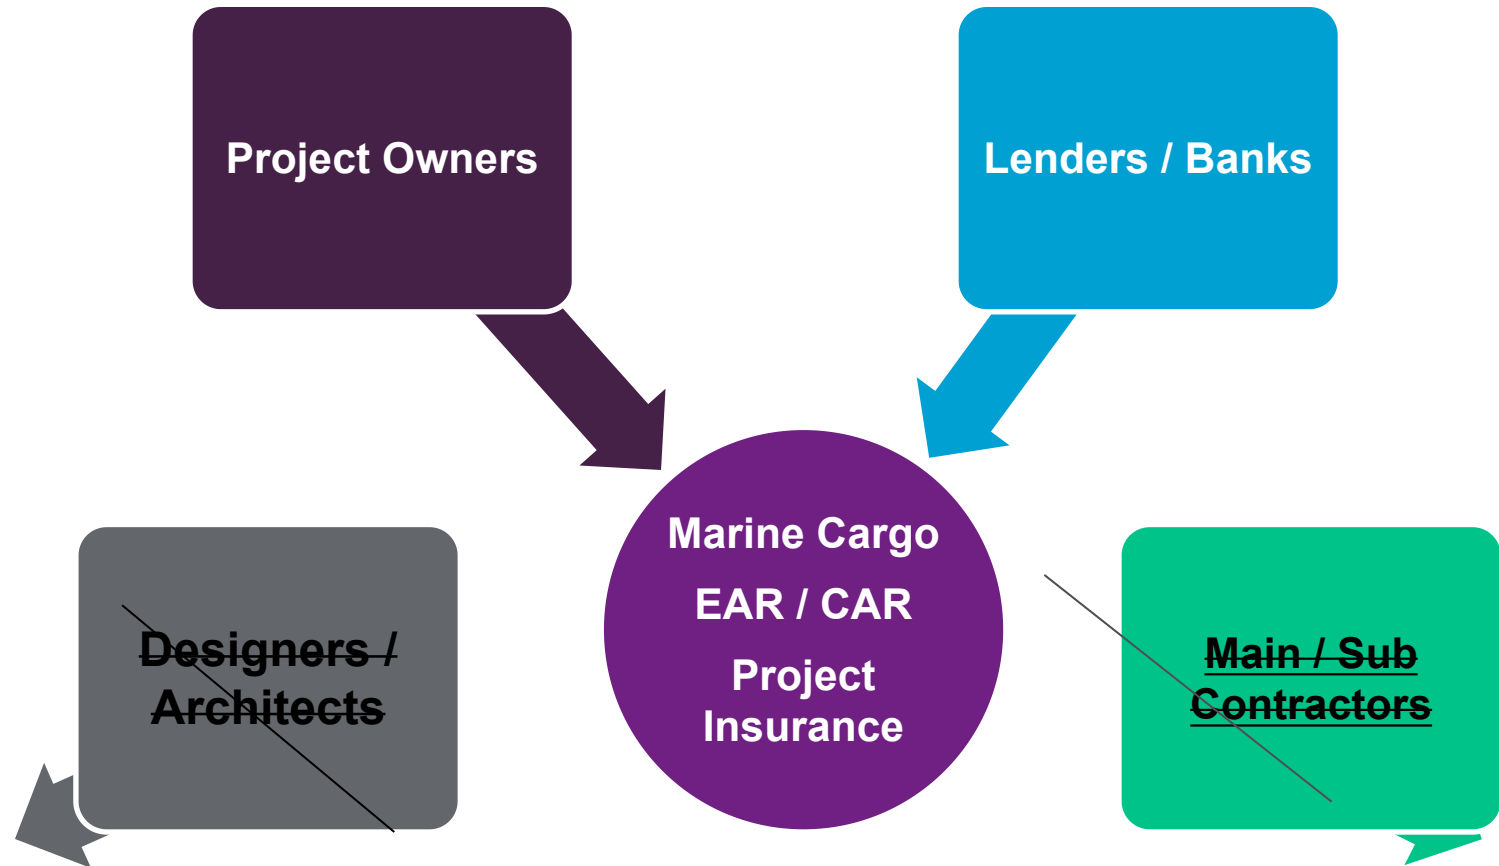 Project Owners
Lenders / Banks
Marine Cargo
EAR / CAR
Project
Insurance
Designers /
Architects
Main / Sub
Contractors